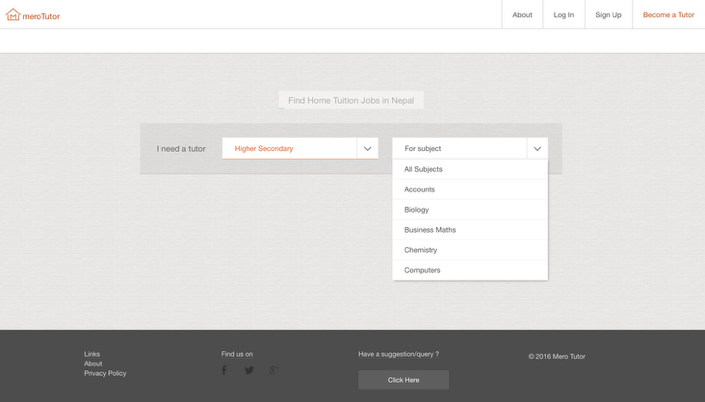 meroTutor
About
Log In
Sign Up
Become a Tutor
Find Home Tuition Jobs in Nepal
I need a tutor
Higher Secondary
For subject
All Subjects
Accounts
Biology
Business Maths
Chemistry
Computers
Links
About
Privacy Policy
Find us on
Have a suggestion/query ?
Click Here
© 2016 Mero Tutor